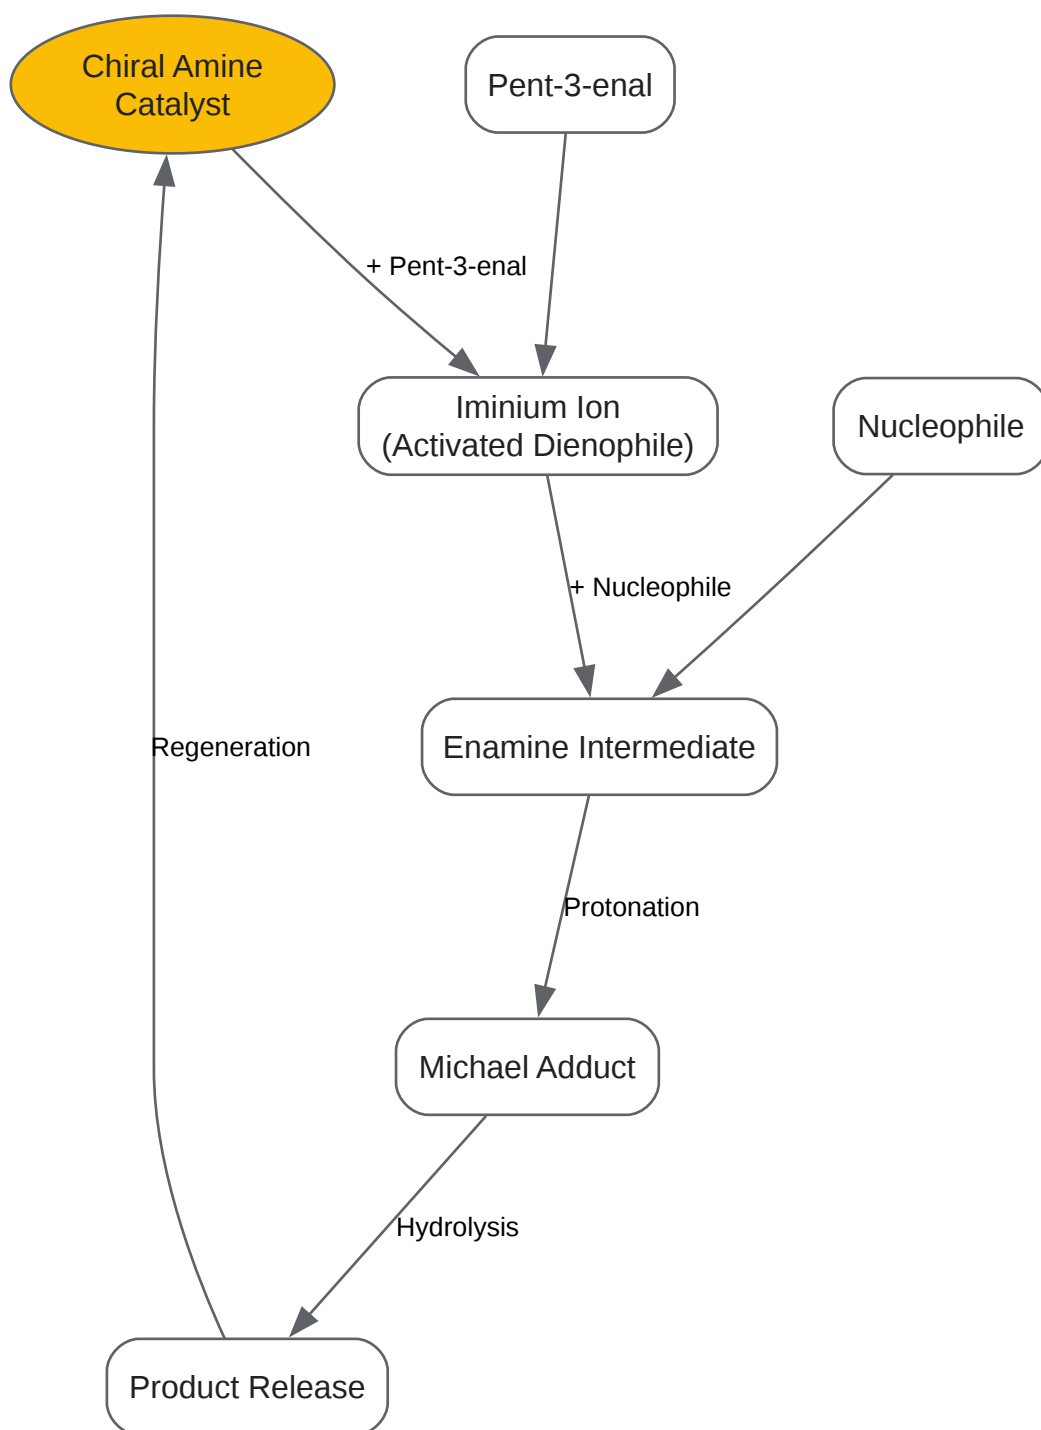 Chiral Amine
Catalyst
Pent-3-enal
+ Pent-3-enal
Iminium Ion
(Activated Dienophile)
Nucleophile
+ Nucleophile
Enamine Intermediate
Regeneration
Protonation
Michael Adduct
Hydrolysis
Product Release